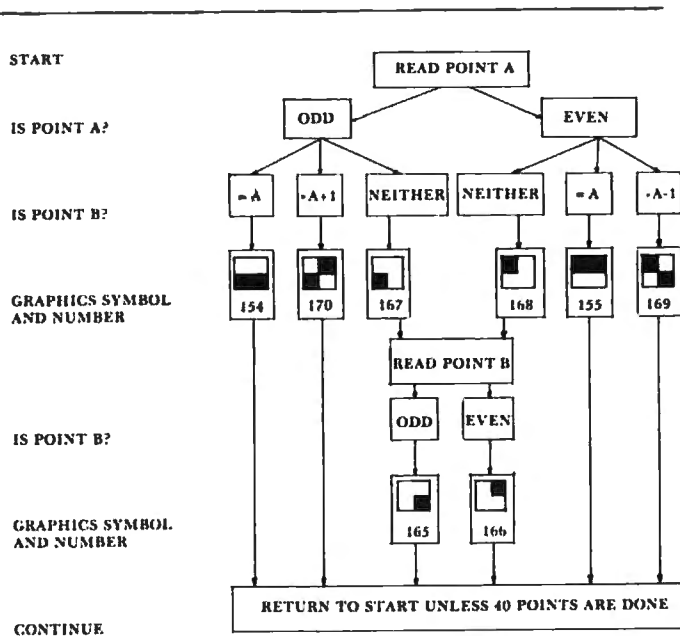 START
READ POINT A
IS POINT A?
ODD
EVEN
IS POINT B?
=A
=A+1
NEITHER
NEITHER
=A
=A-1
GRAPHICS SYMBOL
AND NUMBER
154
170
167
168
155
169
READ POINT B
IS POINT B?
ODD
EVEN
GRAPHICS SYMBOL
AND NUMBER
165
166
CONTINUE
RETURN TO START UNLESS 40 POINTS ARE DONE